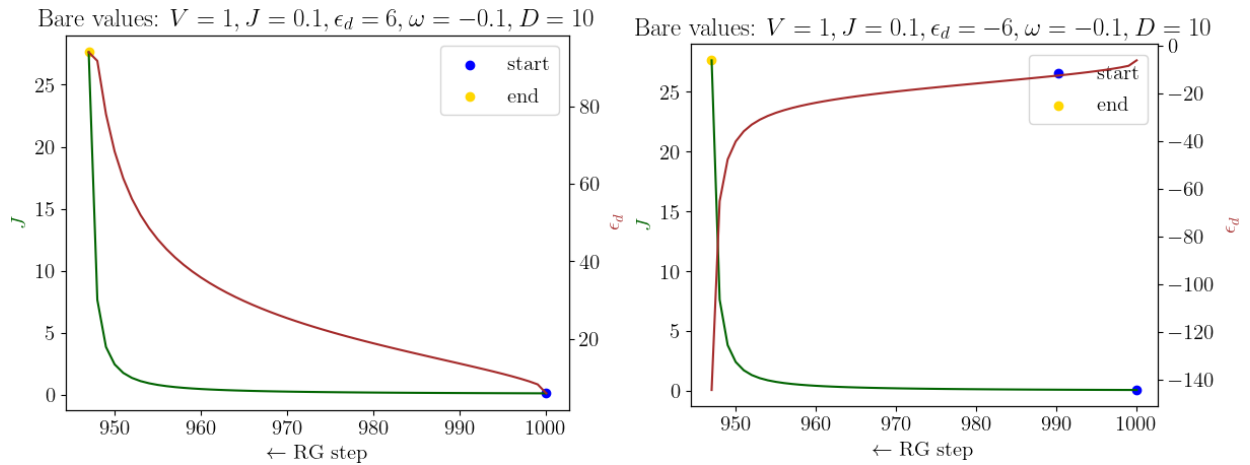 Bare values: V = 1, J = 0.1, ϵ_d = 6, ω = −0.1, D = 10
start
end
25
20
15
10
5
0
J
80
60
40
20
ϵ_d
950 960 970 980 990 1000
← RG step
Bare values: V = 1, J = 0.1, ϵ_d = −6, ω = −0.1, D = 10
start
end
25
20
15
10
5
0
J
0
−20
−40
−60
−80
−100
−120
−140
ϵ_d
950 960 970 980 990 1000
← RG step